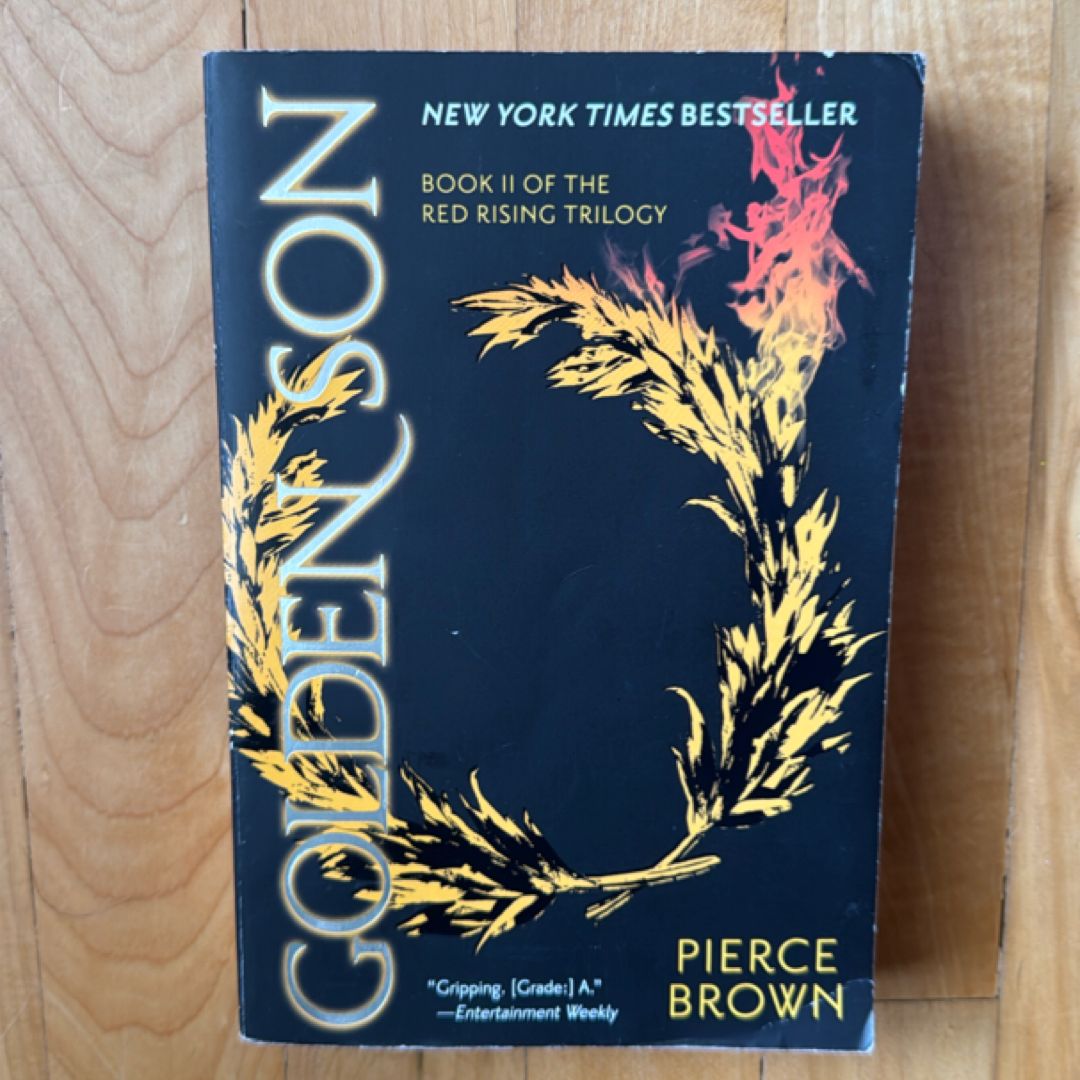 GOLDEN SON
NEW YORK TIMES BESTSELLER
BOOK II OF THE
RED RISING TRILOGY
"Gripping. [Grade:] A."
—Entertainment Weekly
PIERCE
BROWN